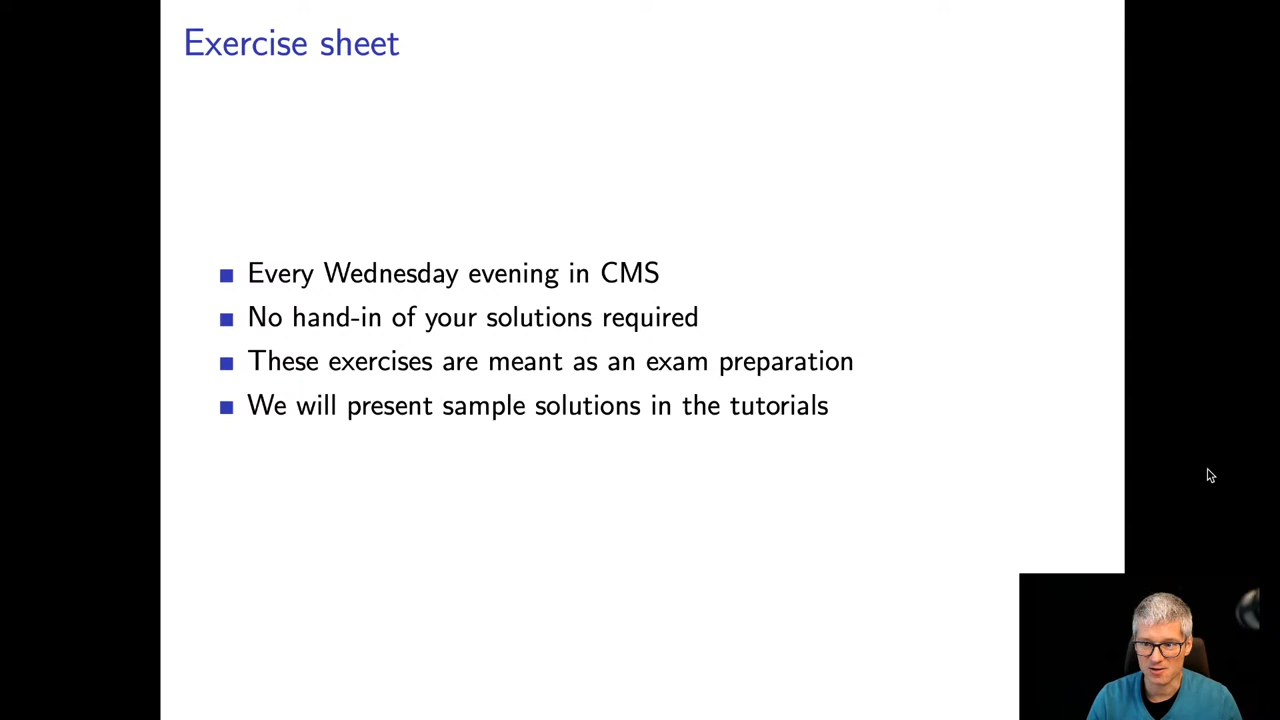 Exercise sheet
Every Wednesday evening in CMS
No hand-in of your solutions required
These exercises are meant as an exam preparation
We will present sample solutions in the tutorials